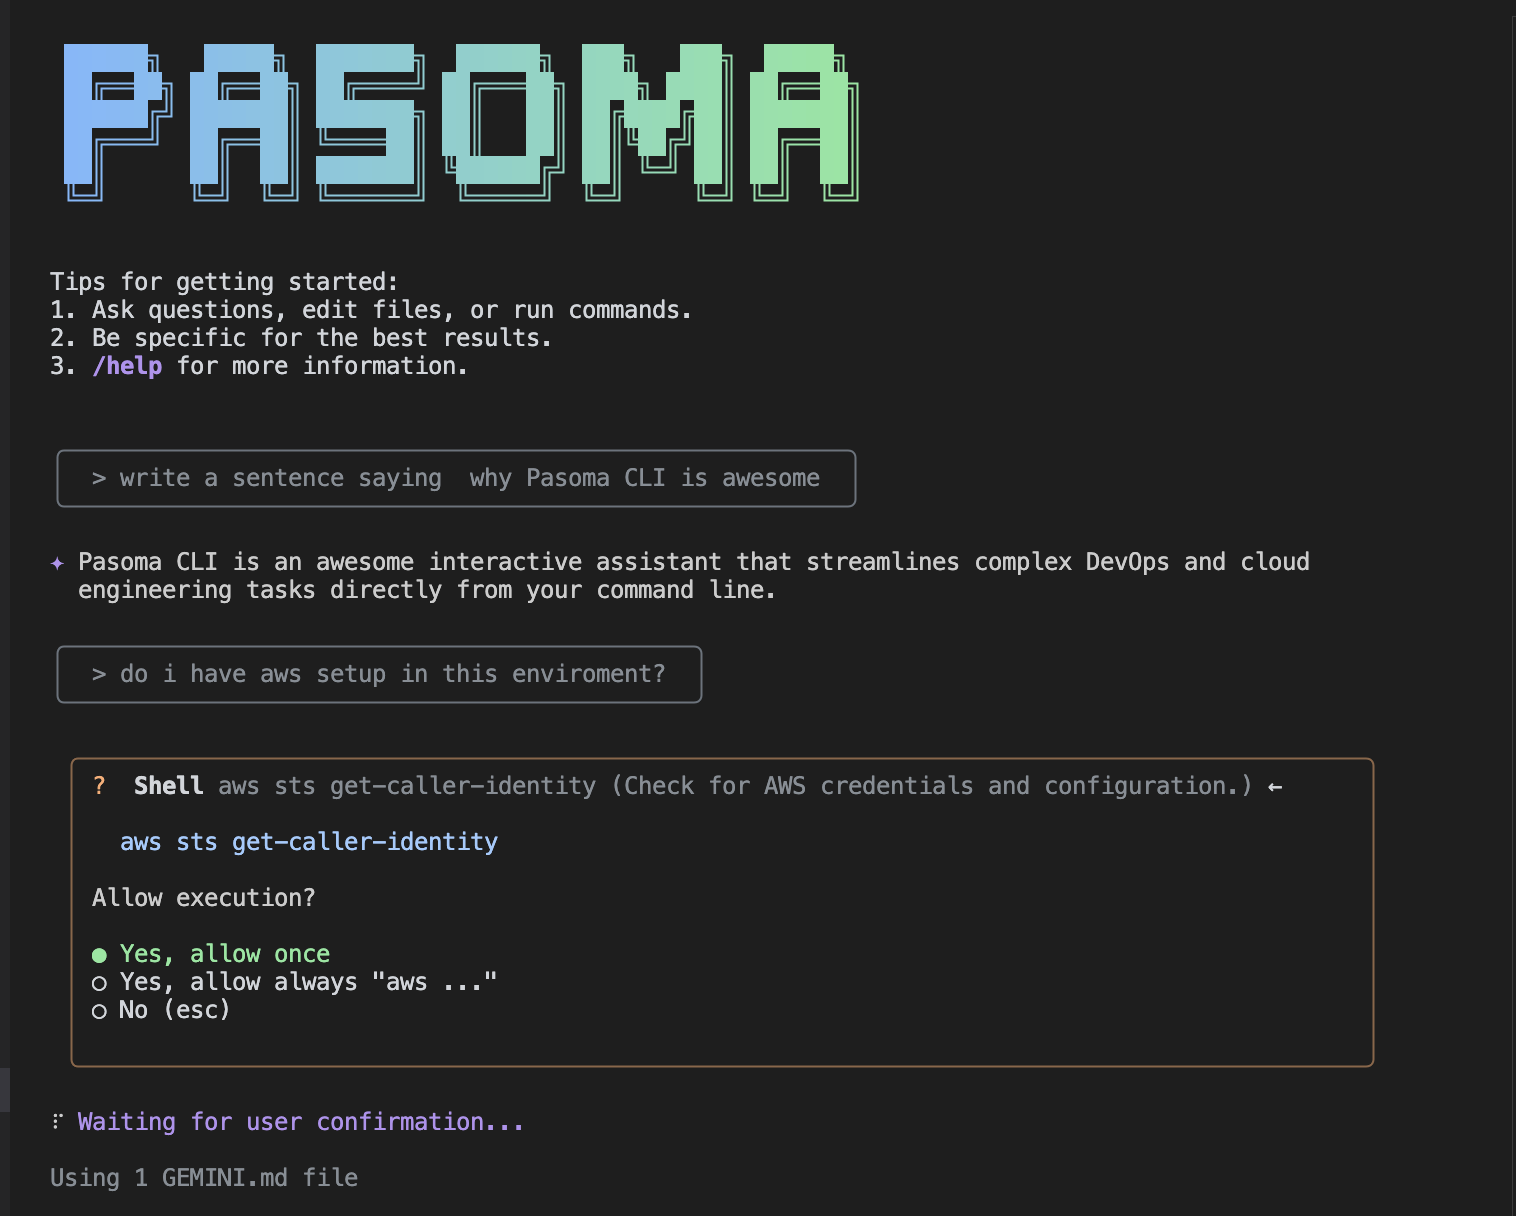 PASOMA
Tips for getting started:
1. Ask questions, edit files, or run commands.
2. Be specific for the best results.
3. /help for more information.
> write a sentence saying  why Pasoma CLI is awesome
✦ Pasoma CLI is an awesome interactive assistant that streamlines complex DevOps and cloud
engineering tasks directly from your command line.
> do i have aws setup in this enviroment?
?  Shell aws sts get-caller-identity (Check for AWS credentials and configuration.) ←
aws sts get-caller-identity
Allow execution?
● Yes, allow once
○ Yes, allow always "aws ..."
○ No (esc)
⠏ Waiting for user confirmation...
Using 1 GEMINI.md file